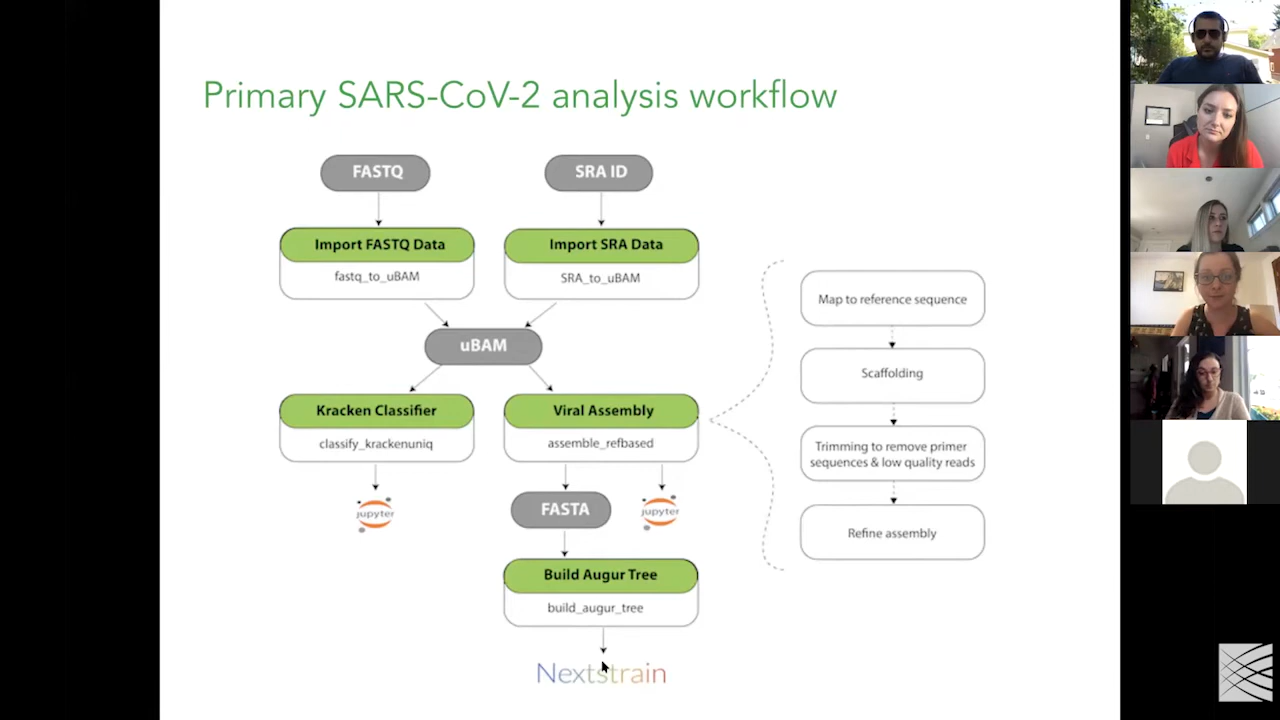 Primary SARS-CoV-2 analysis workflow
FASTQ
SRA ID
Import FASTQ Data
fastq_to_uBAM
Import SRA Data
SRA_to_uBAM
uBAM
Kracken Classifier
classify_krackenuniq
Viral Assembly
assemble_refbased
jupyter
FASTA
jupyter
Build Augur Tree
build_augur_tree
Nextstrain
Map to reference sequence
Scaffolding
Trimming to remove primer
sequences & low quality reads
Refine assembly